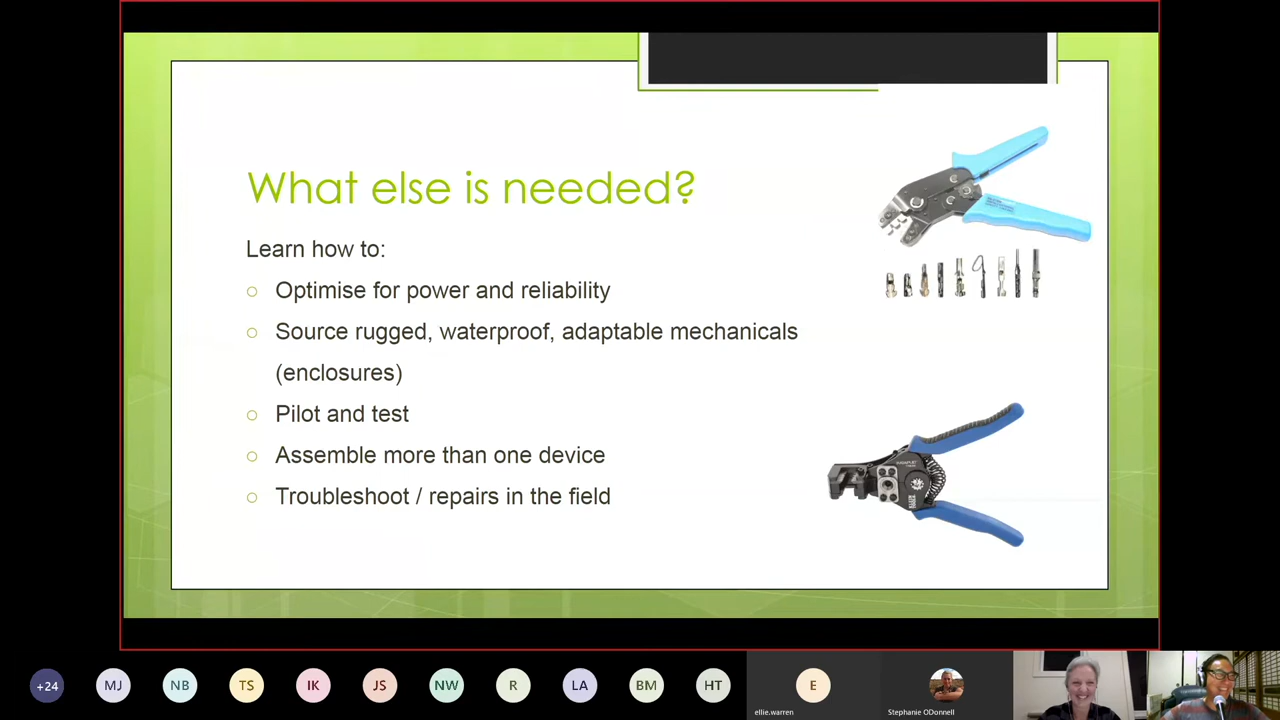 What else is needed?
Learn how to:
Optimise for power and reliability
Source rugged, waterproof, adaptable mechanicals
(enclosures)
Pilot and test
Assemble more than one device
Troubleshoot / repairs in the field
+24
MJ
NB
TS
IK
JS
NW
R
LA
BM
HT
E
ellie.warren
Stephanie ODonnell